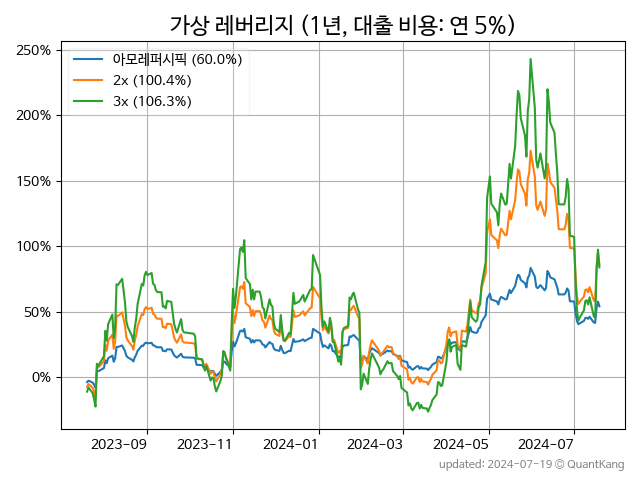 가상 레버리지 (1년, 대출 비용: 연 5%)
250%
200%
150%
100%
50%
0%
아모레퍼시픽 (60.0%)
2x (100.4%)
3x (106.3%)
2023-09 2023-11 2024-01 2024-03 2024-05 2024-07
updated: 2024-07-19 © QuantKang